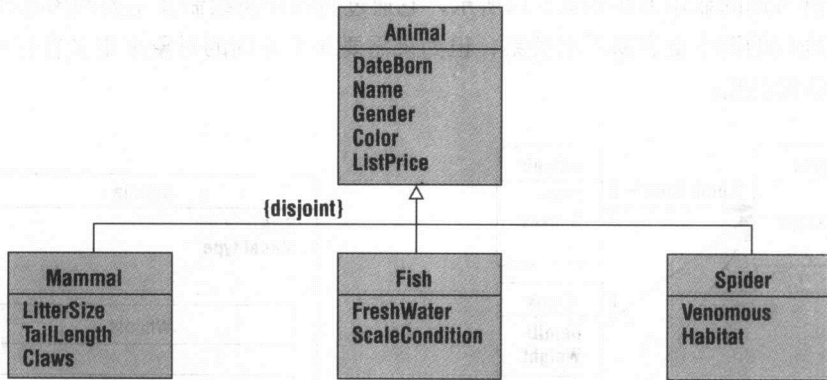 Animal
DateBorn
Name
Gender
Color
ListPrice
{disjoint}
Mammal
LitterSize
TailLength
Claws
Fish
FreshWater
ScaleCondition
Spider
Venomous
Habitat